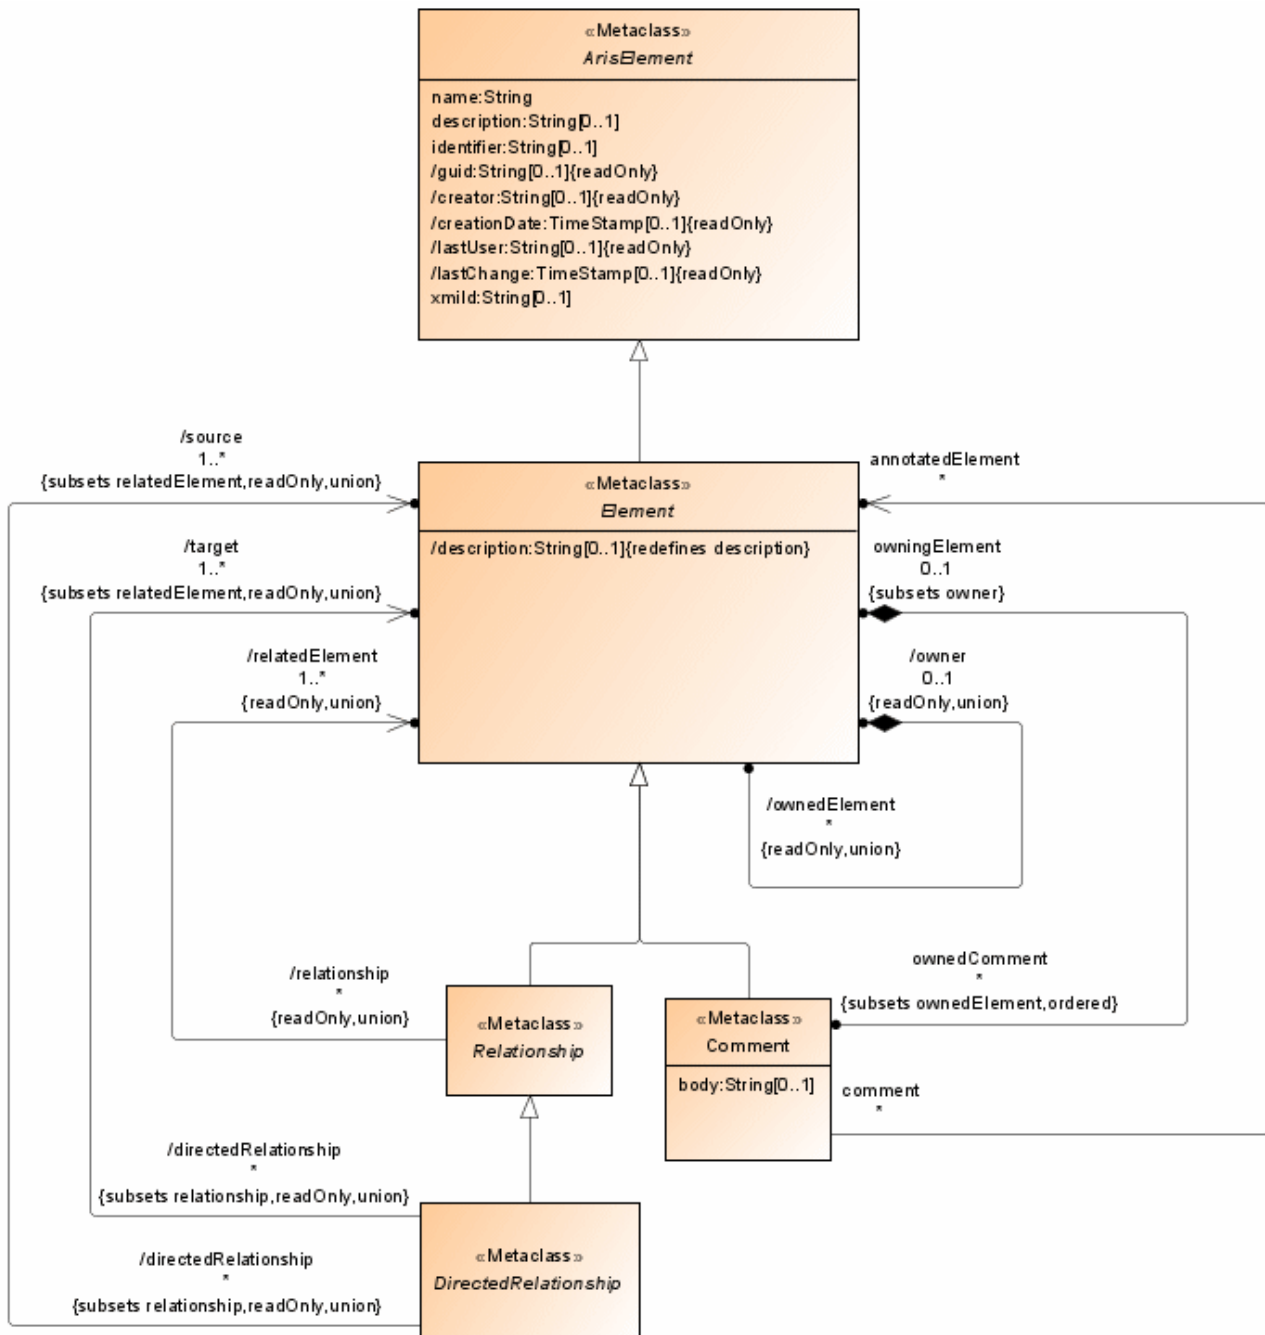 «Metaclass»
ArisElement
name:String
description:String[0..1]
identifier:String[0..1]
/guid:String[0..1]{readOnly}
/creator:String[0..1]{readOnly}
/creationDate:TimeStamp[0..1]{readOnly}
/lastUser:String[0..1]{readOnly}
/lastChange:TimeStamp[0..1]{readOnly}
xmiId:String[0..1]
/source
1..*
{subsets relatedElement,readOnly,union}
annotatedElement
*
«Metaclass»
Element
/description:String[0..1]{redefines description}
/target
1..*
{subsets relatedElement,readOnly,union}
owningElement
0..1
{subsets owner}
/relatedElement
1..*
{readOnly,union}
/owner
0..1
{readOnly,union}
/ownedElement
*
{readOnly,union}
/relationship
*
{readOnly,union}
ownedComment
*
{subsets ownedElement,ordered}
«Metaclass»
Relationship
«Metaclass»
Comment
body:String[0..1]
comment
*
/directedRelationship
*
{subsets relationship,readOnly,union}
/directedRelationship
*
{subsets relationship,readOnly,union}
«Metaclass»
DirectedRelationship